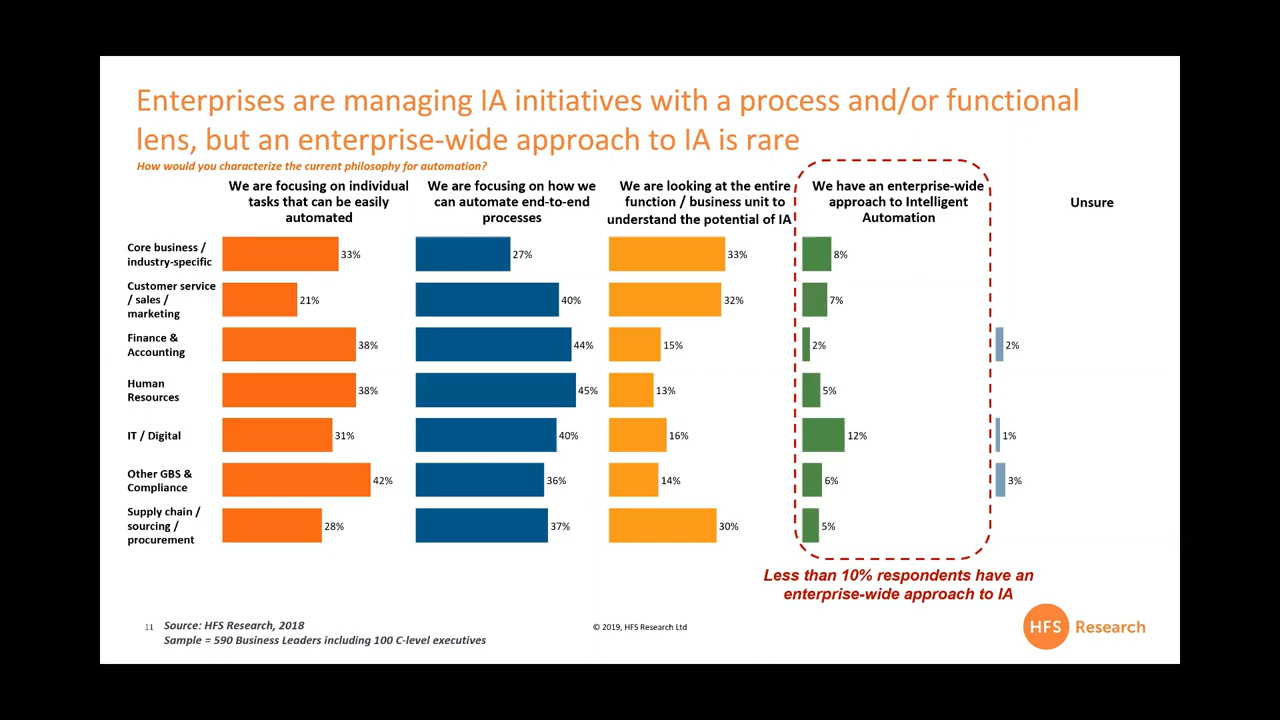 Enterprises are managing IA initiatives with a process and/or functional
lens, but an enterprise-wide approach to IA is rare
How would you characterize the current philosophy for automation?
We are focusing on individual
tasks that can be easily
automated
We are focusing on how we
can automate end-to-end
processes
We are looking at the entire
function / business unit to
understand the potential of IA
We have an enterprise-wide
approach to Intelligent
Automation
Unsure
Core business /
industry-specific
33%
27%
33%
8%
Customer service
/ sales /
marketing
21%
40%
32%
7%
Finance &
Accounting
38%
44%
15%
2%
2%
Human
Resources
38%
45%
13%
5%
IT / Digital
31%
40%
16%
12%
1%
Other GBS &
Compliance
42%
36%
14%
6%
3%
Supply chain /
sourcing /
procurement
28%
37%
30%
5%
Less than 10% respondents have an
enterprise-wide approach to IA
11
Source: HFS Research, 2018
Sample = 590 Business Leaders including 100 C-level executives
© 2019, HFS Research Ltd
HFS Research